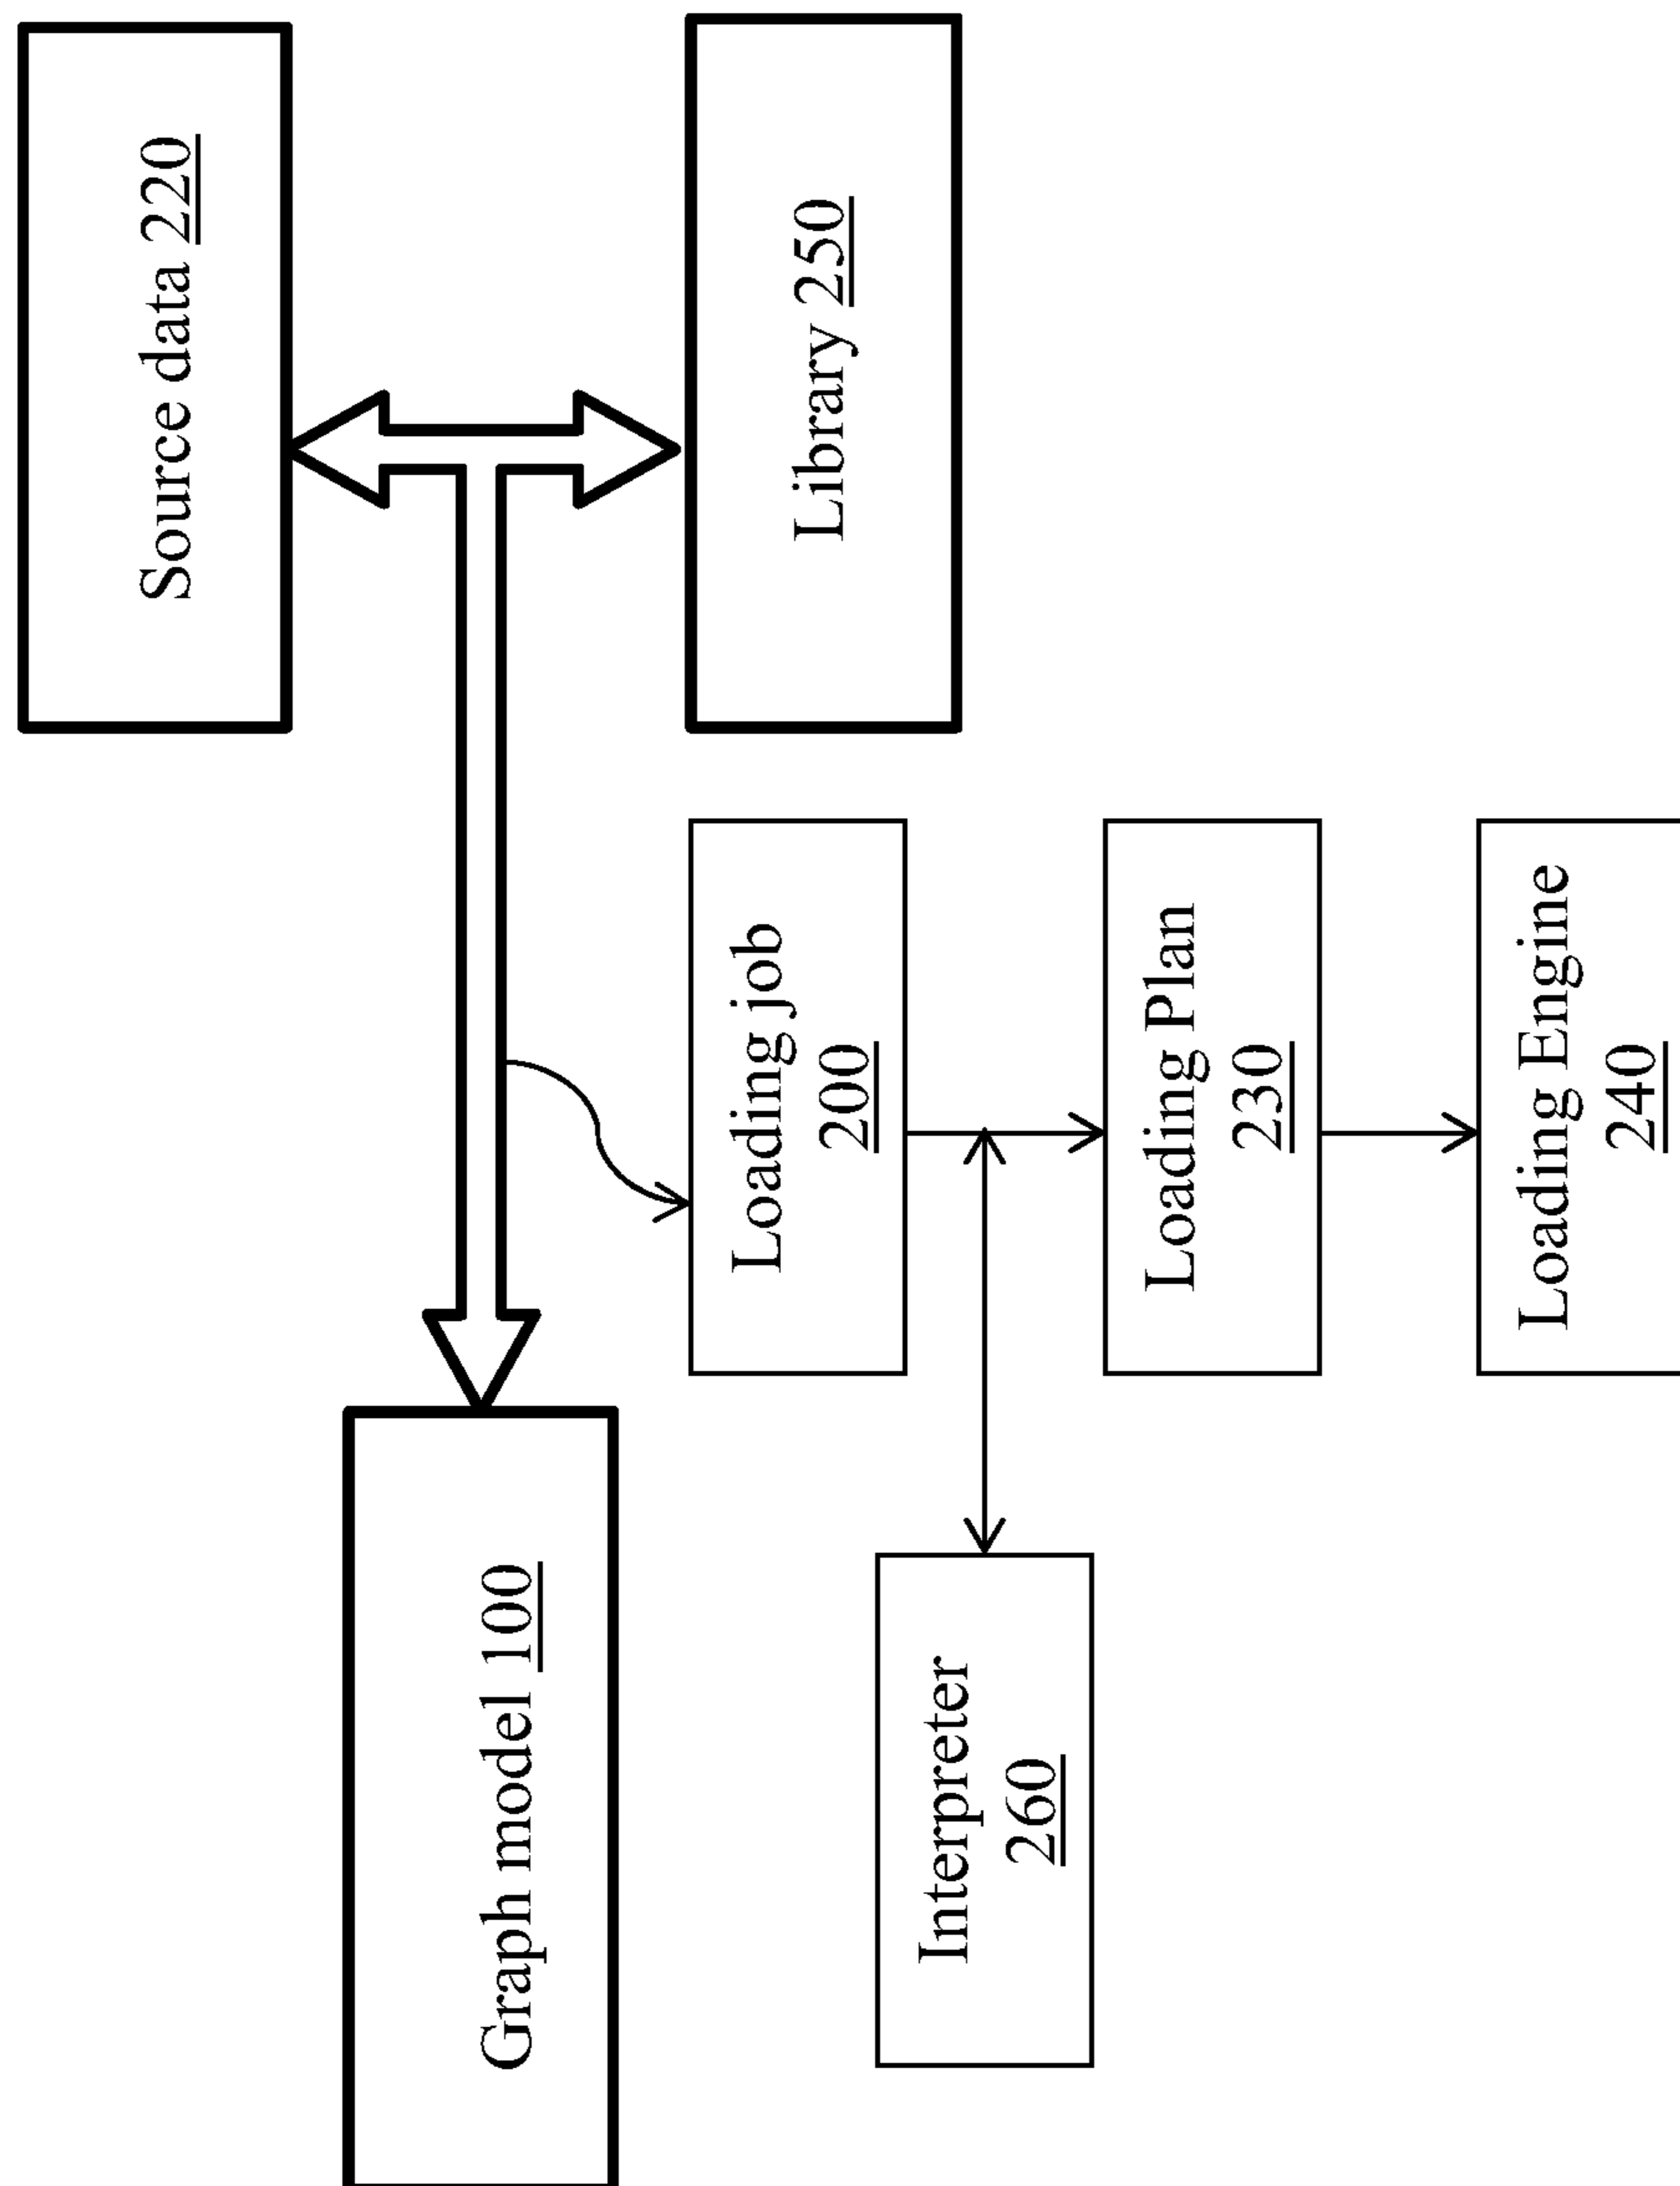 Source data 220
Graph model 100
Library 250
Loading job
200
Interpreter
260
Loading Plan
230
Loading Engine
240